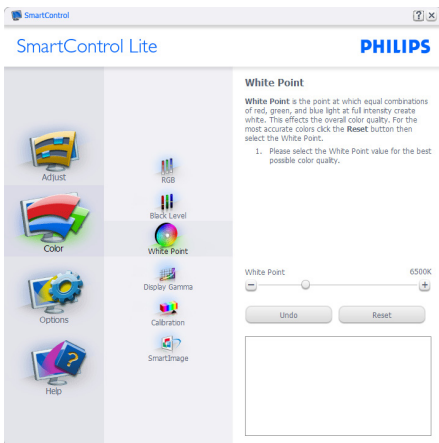 SmartControl
SmartControl Lite
PHILIPS
Adjust
Color
Options
Help
RGB
Black Level
White Point
Display Gamma
Calibration
SmartImage
White Point
White Point is the point at which equal combinations
of red, green, and blue light at full intensity create
white. This effects the overall color quality. For the
most accurate colors click the Reset button then
select the White Point.
1. Please select the White Point value for the best
possible color quality.
White Point 6500K
Undo Reset